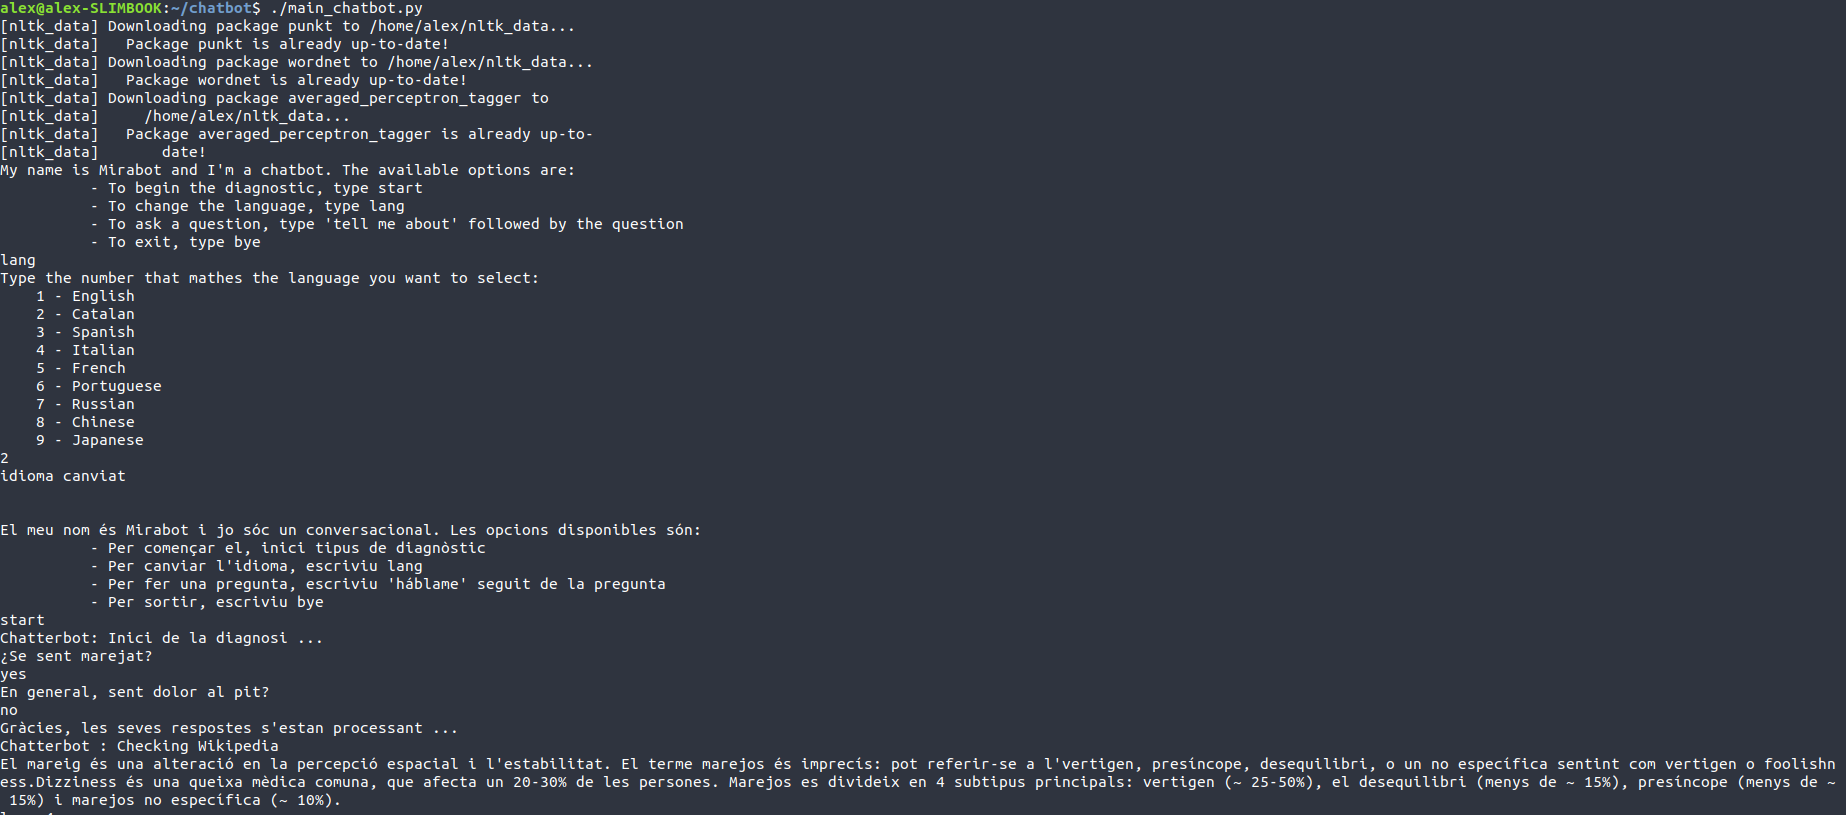 alex@alex-SLIMBOOK:~/chatbot$ ./main_chatbot.py
[nltk_data] Downloading package punkt to /home/alex/nltk_data...
[nltk_data]   Package punkt is already up-to-date!
[nltk_data] Downloading package wordnet to /home/alex/nltk_data...
[nltk_data]   Package wordnet is already up-to-date!
[nltk_data] Downloading package averaged_perceptron_tagger to
[nltk_data]     /home/alex/nltk_data...
[nltk_data]   Package averaged_perceptron_tagger is already up-to-
[nltk_data]       date!
My name is Mirabot and I'm a chatbot. The available options are:
          - To begin the diagnostic, type start
          - To change the language, type lang
          - To ask a question, type 'tell me about' followed by the question
          - To exit, type bye
lang
Type the number that mathes the language you want to select:
    1 - English
    2 - Catalan
    3 - Spanish
    4 - Italian
    5 - French
    6 - Portuguese
    7 - Russian
    8 - Chinese
    9 - Japanese
2
idioma canviat
El meu nom és Mirabot i jo sóc un conversacional. Les opcions disponibles són:
          - Per començar el, inici tipus de diagnòstic
          - Per canviar l'idioma, escriviu lang
          - Per fer una pregunta, escriviu 'háblame' seguit de la pregunta
          - Per sortir, escriviu bye
start
Chatterbot: Inici de la diagnosi ...
¿Se sent marejat?
yes
En general, sent dolor al pit?
no
Gràcies, les seves respostes s'estan processant ...
Chatterbot : Checking Wikipedia
El mareig és una alteració en la percepció espacial i l'estabilitat. El terme marejos és imprecís: pot referir-se a l'vertigen, presíncope, desequilibri, o un no específica sentint com vertigen o foolishn
ess.Dizziness és una queixa mèdica comuna, que afecta un 20-30% de les persones. Marejos es divideix en 4 subtipus principals: vertigen (~ 25-50%), el desequilibri (menys de ~ 15%), presíncope (menys de ~
 15%) i marejos no específica (~ 10%).